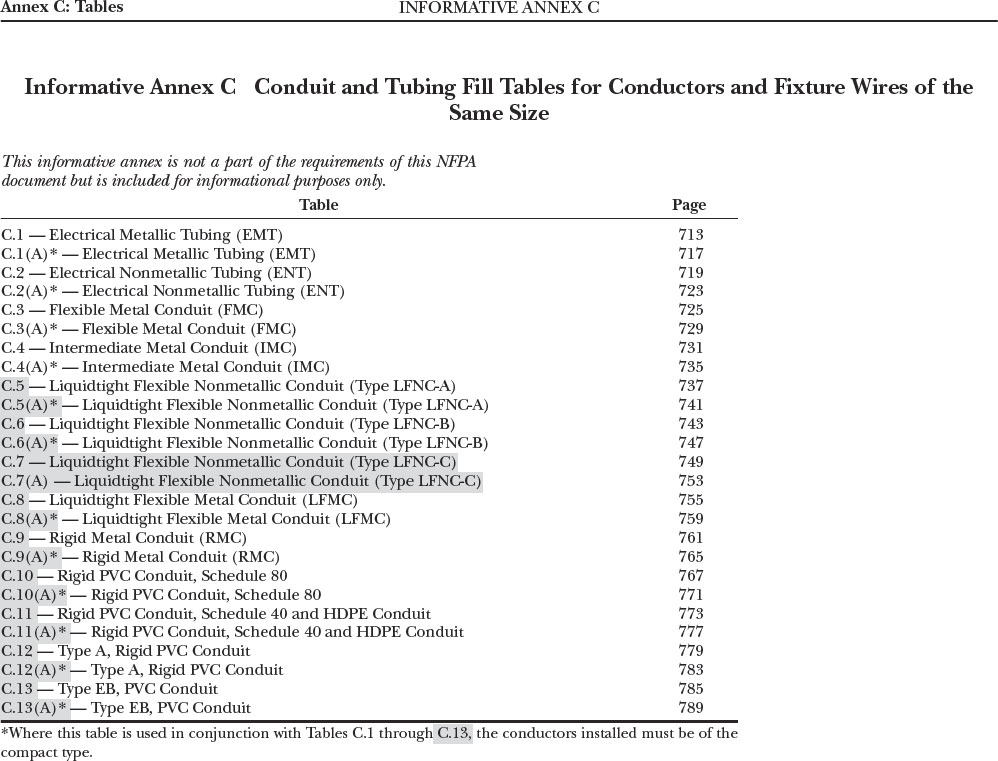 Annex C: Tables INFORMATIVE ANNEX C
Informative Annex C Conduit and Tubing Fill Tables for Conductors and Fixture Wires of the
Same Size
This informative annex is not a part of the requirements of this NFPA
document but is included for informational purposes only.
Table Page
C.1 — Electrical Metallic Tubing (EMT) 713
C.1(A)* — Electrical Metallic Tubing (EMT) 717
C.2 — Electrical Nonmetallic Tubing (ENT) 719
C.2(A)* — Electrical Nonmetallic Tubing (ENT) 723
C.3 — Flexible Metal Conduit (FMC) 725
C.3(A)* — Flexible Metal Conduit (FMC) 729
C.4 — Intermediate Metal Conduit (IMC) 731
C.4(A)* — Intermediate Metal Conduit (IMC) 735
C.5 — Liquidtight Flexible Nonmetallic Conduit (Type LFNC-A) 737
C.5(A)* — Liquidtight Flexible Nonmetallic Conduit (Type LFNC-A) 741
C.6 — Liquidtight Flexible Nonmetallic Conduit (Type LFNC-B) 743
C.6(A)* — Liquidtight Flexible Nonmetallic Conduit (Type LFNC-B) 747
C.7 — Liquidtight Flexible Nonmetallic Conduit (Type LFNC-C) 749
C.7(A) — Liquidtight Flexible Nonmetallic Conduit (Type LFNC-C) 753
C.8 — Liquidtight Flexible Metal Conduit (LFMC) 755
C.8(A)* — Liquidtight Flexible Metal Conduit (LFMC) 759
C.9 — Rigid Metal Conduit (RMC) 761
C.9(A)* — Rigid Metal Conduit (RMC) 765
C.10 — Rigid PVC Conduit, Schedule 80 767
C.10(A)* — Rigid PVC Conduit, Schedule 80 771
C.11 — Rigid PVC Conduit, Schedule 40 and HDPE Conduit 773
C.11(A)* — Rigid PVC Conduit, Schedule 40 and HDPE Conduit 777
C.12 — Type A, Rigid PVC Conduit 779
C.12(A)* — Type A, Rigid PVC Conduit 783
C.13 — Type EB, PVC Conduit 785
C.13(A)* — Type EB, PVC Conduit 789
*Where this table is used in conjunction with Tables C.1 through C.13, the conductors installed must be of the
compact type.